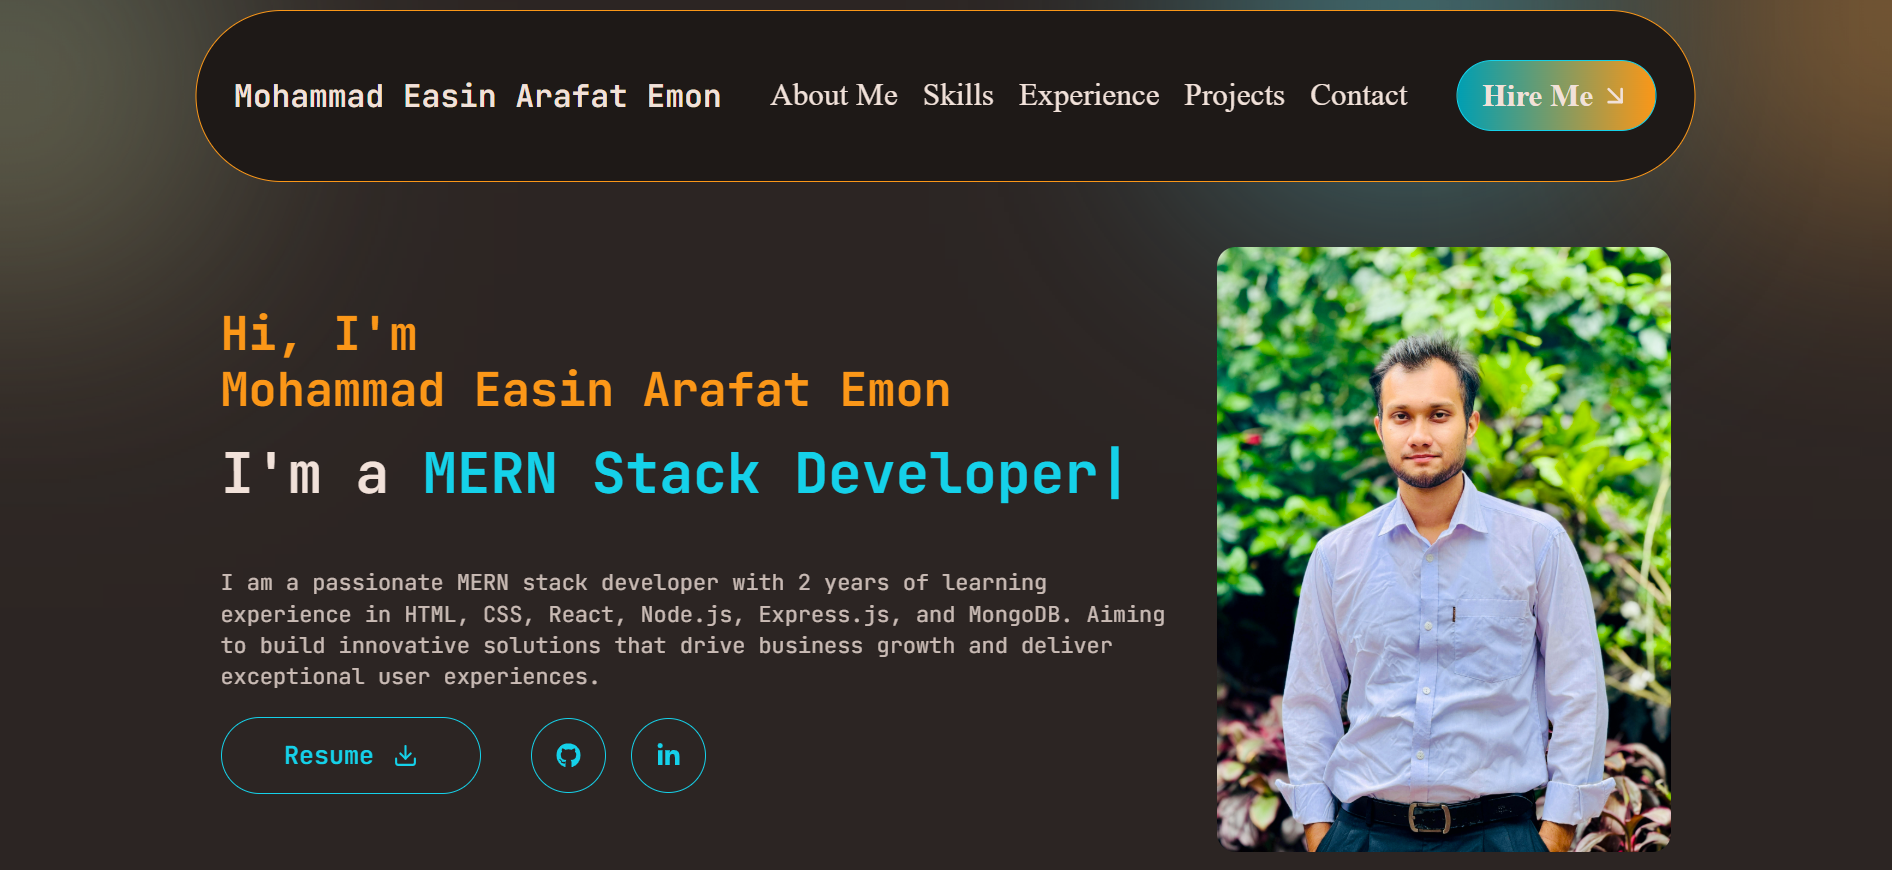 Mohammad Easin Arafat Emon
About Me
Skills
Experience
Projects
Contact
Hire Me
Hi, I'm
Mohammad Easin Arafat Emon
I'm a MERN Stack Developer|
I am a passionate MERN stack developer with 2 years of learning
experience in HTML, CSS, React, Node.js, Express.js, and MongoDB. Aiming
to build innovative solutions that drive business growth and deliver
exceptional user experiences.
Resume
in